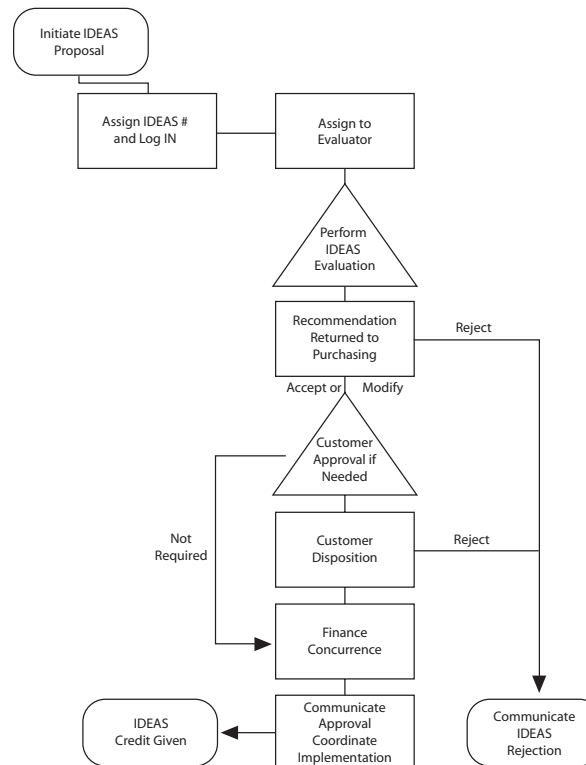 Initiate IDEAS
Proposal
Assign IDEAS #
and Log IN
Assign to
Evaluator
Perform
IDEAS
Evaluation
Recommendation
Returned to
Purchasing
Reject
Accept or Modify
Customer
Approval if
Needed
Not
Required
Customer
Disposition
Reject
Finance
Concurrence
IDEAS
Credit Given
Communicate
Approval
Coordinate
Implementation
Communicate
IDEAS
Rejection